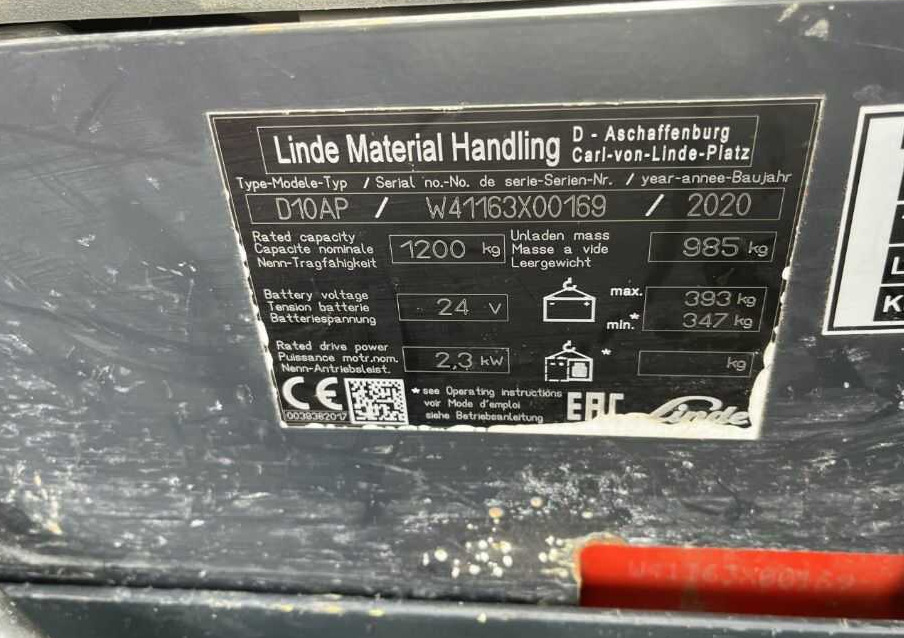 Linde Material Handling
D - Aschaffenburg
Carl-von-Linde-Platz
Type-Modele-Typ / Serial no.-No. de serie-Serien-Nr. / year-annee-Baujahr
D10AP / W41163X00169 / 2020
Rated capacity
Capacite nominale
Nenn-Tragfähigkeit
1200 kg
Unladen mass
Masse a vide
Leergewicht
985 kg
Battery voltage
Tension batterie
Batteriespannung
24 V
max. 393 kg
min.* 347 kg
Rated drive power
Puissance motr.nom.
Nenn-Antriebsleist.
2,3 kW
*
kg
CE
* see Operating instructions
voir Mode d'emploi
siehe Betriebsanleitung
EAC
Linde
W41163X00169
L
K